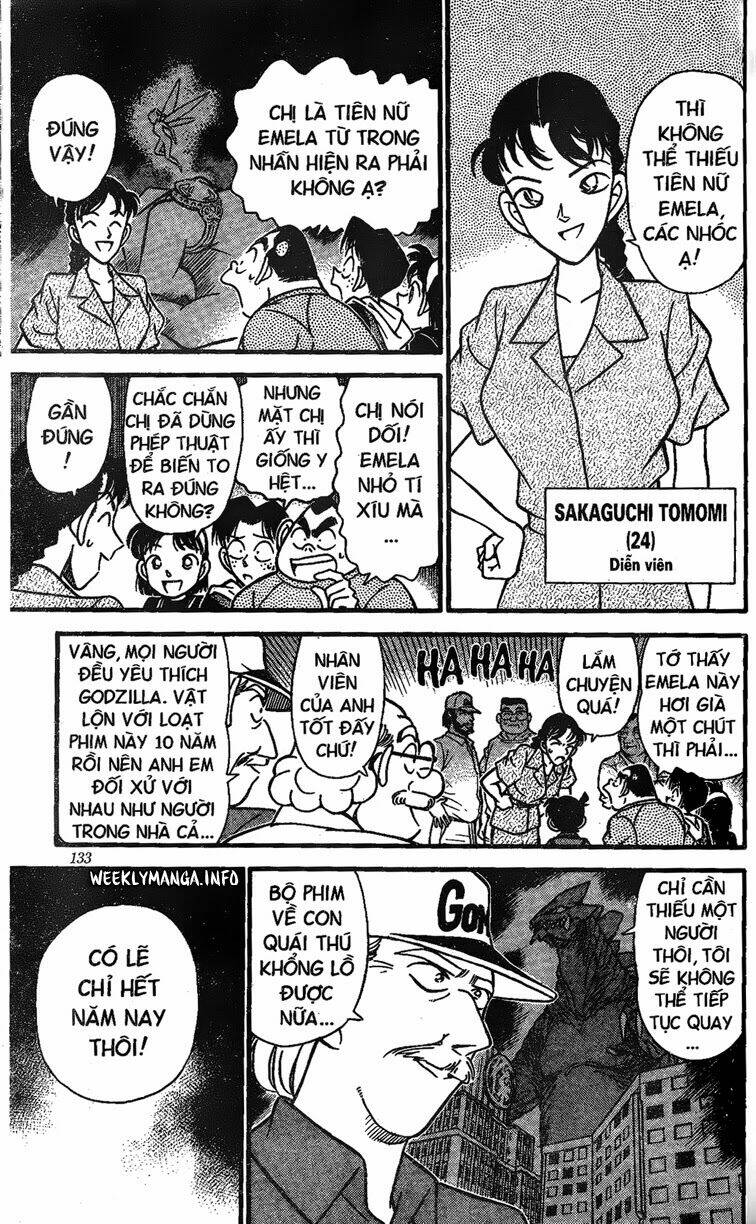 THÌ
KHÔNG
THỂ THIẾU
TIÊN NỮ
EMELA,
CÁC NHÓC
Ạ!
SAKAGUCHI TOMOMI
(24)
Diễn viên
CHỊ LÀ TIÊN NỮ
EMELA TỪ TRONG
NHẪN HIỆN RA PHẢI
KHÔNG Ạ?
ĐÚNG
VẬY!
CHỊ NÓI
DỐI!
EMELA
NHỎ TÍ
XÍU MÀ
...
NHƯNG
MẶT CHỊ
ẤY THÌ
GIỐNG Y
HỆT...
CHẮC CHẮN
CHỊ ĐÃ DÙNG
PHÉP THUẬT
ĐỂ BIẾN TO
RA ĐÚNG
KHÔNG?
GẦN
ĐÚNG
!
TỚ THẤY
EMELA NÀY
HƠI GIÀ
MỘT CHÚT
THÌ PHẢI...
LẮM
CHUYỆN
QUÁ!
HA HA HA
NHÂN
VIÊN
CỦA ANH
TỐT ĐẤY
CHỨ!
VÂNG, MỌI NGƯỜI
ĐỀU YÊU THÍCH
GODZILLA. VẬT
LỘN VỚI LOẠT
PHIM NÀY 10 NĂM
RỒI NÊN ANH EM
ĐỐI XỬ VỚI
NHAU NHƯ NGƯỜI
TRONG NHÀ CẢ...
133
WEEKLYMANGA.INFO
CHỈ CẦN
THIẾU MỘT
NGƯỜI
THÔI, TÔI
SẼ KHÔNG
THỂ TIẾP
TỤC QUAY
...
BỘ PHIM
VỀ CON
QUÁI THÚ
KHỔNG LỒ
ĐƯỢC
NỮA...
GOM
CÓ LẼ
CHỈ HẾT
NĂM NAY
THÔI!